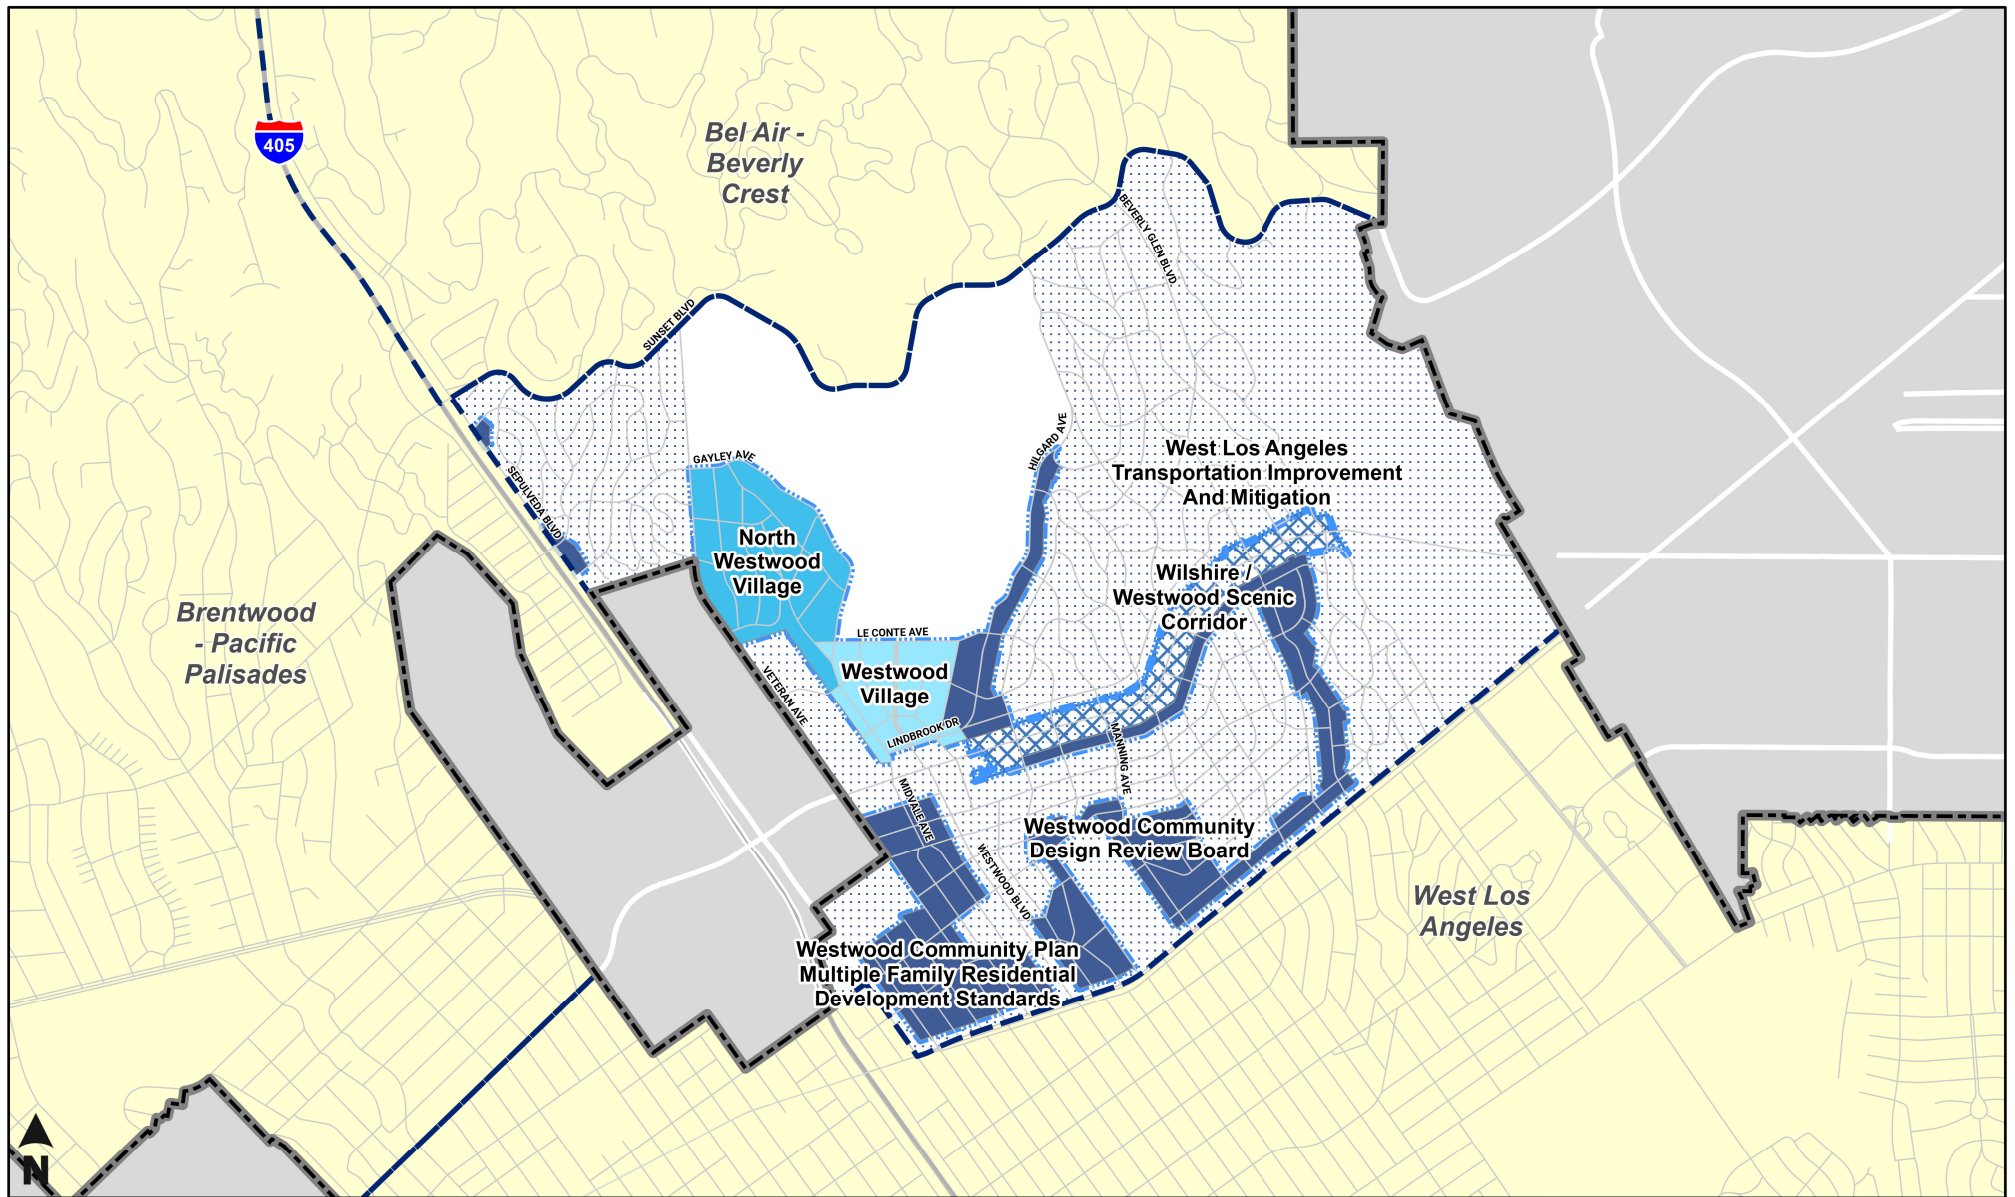 405
Bel Air -
Beverly
Crest
BEVERLY GLEN BLVD
SUNSET BLVD
HILGARD AVE
GAYLEY AVE
SEPULVEDA BLVD
West Los Angeles
Transportation Improvement
And Mitigation
North
Westwood
Village
Wilshire /
Westwood Scenic
Corridor
Brentwood
- Pacific
Palisades
LE CONTE AVE
Westwood
Village
VETERAN AVE
LINDBROOK DR
MANNING AVE
MIDVALE AVE
WESTWOOD BLVD
Westwood Community
Design Review Board
West Los
Angeles
Westwood Community Plan
Multiple Family Residential
Development Standards
N